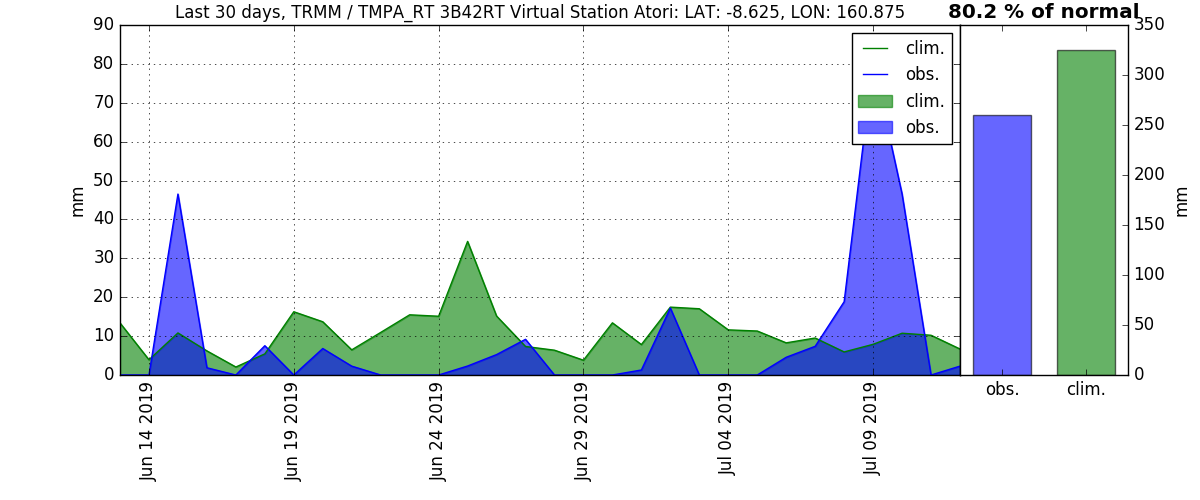 Last 30 days, TRMM / TMPA_RT 3B42RT Virtual Station Atori: LAT: -8.625, LON: 160.875
80.2 % of normal
90
80
70
60
50
40
30
20
10
0
mm
clim.
obs.
clim.
obs.
Jun 14 2019
Jun 19 2019
Jun 24 2019
Jun 29 2019
Jul 04 2019
Jul 09 2019
350
300
250
200
150
100
50
0
mm
obs.
clim.